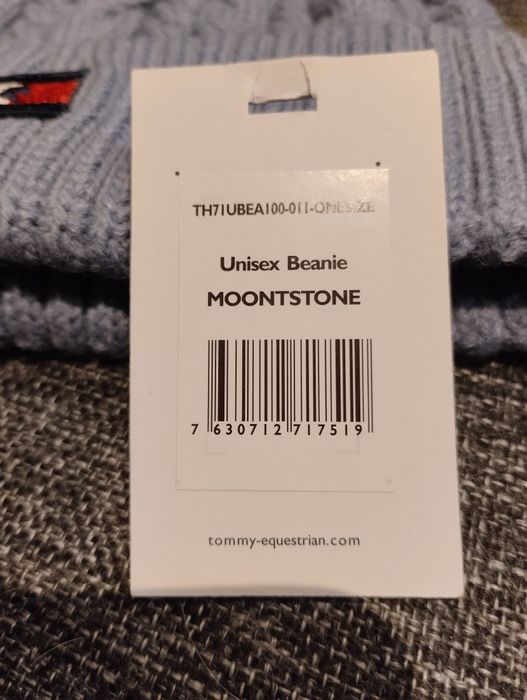 TH71UBEA100-011-ONESIZE
Unisex Beanie
MOONTSTONE
7 630712 717519
tommy-equestrian.com